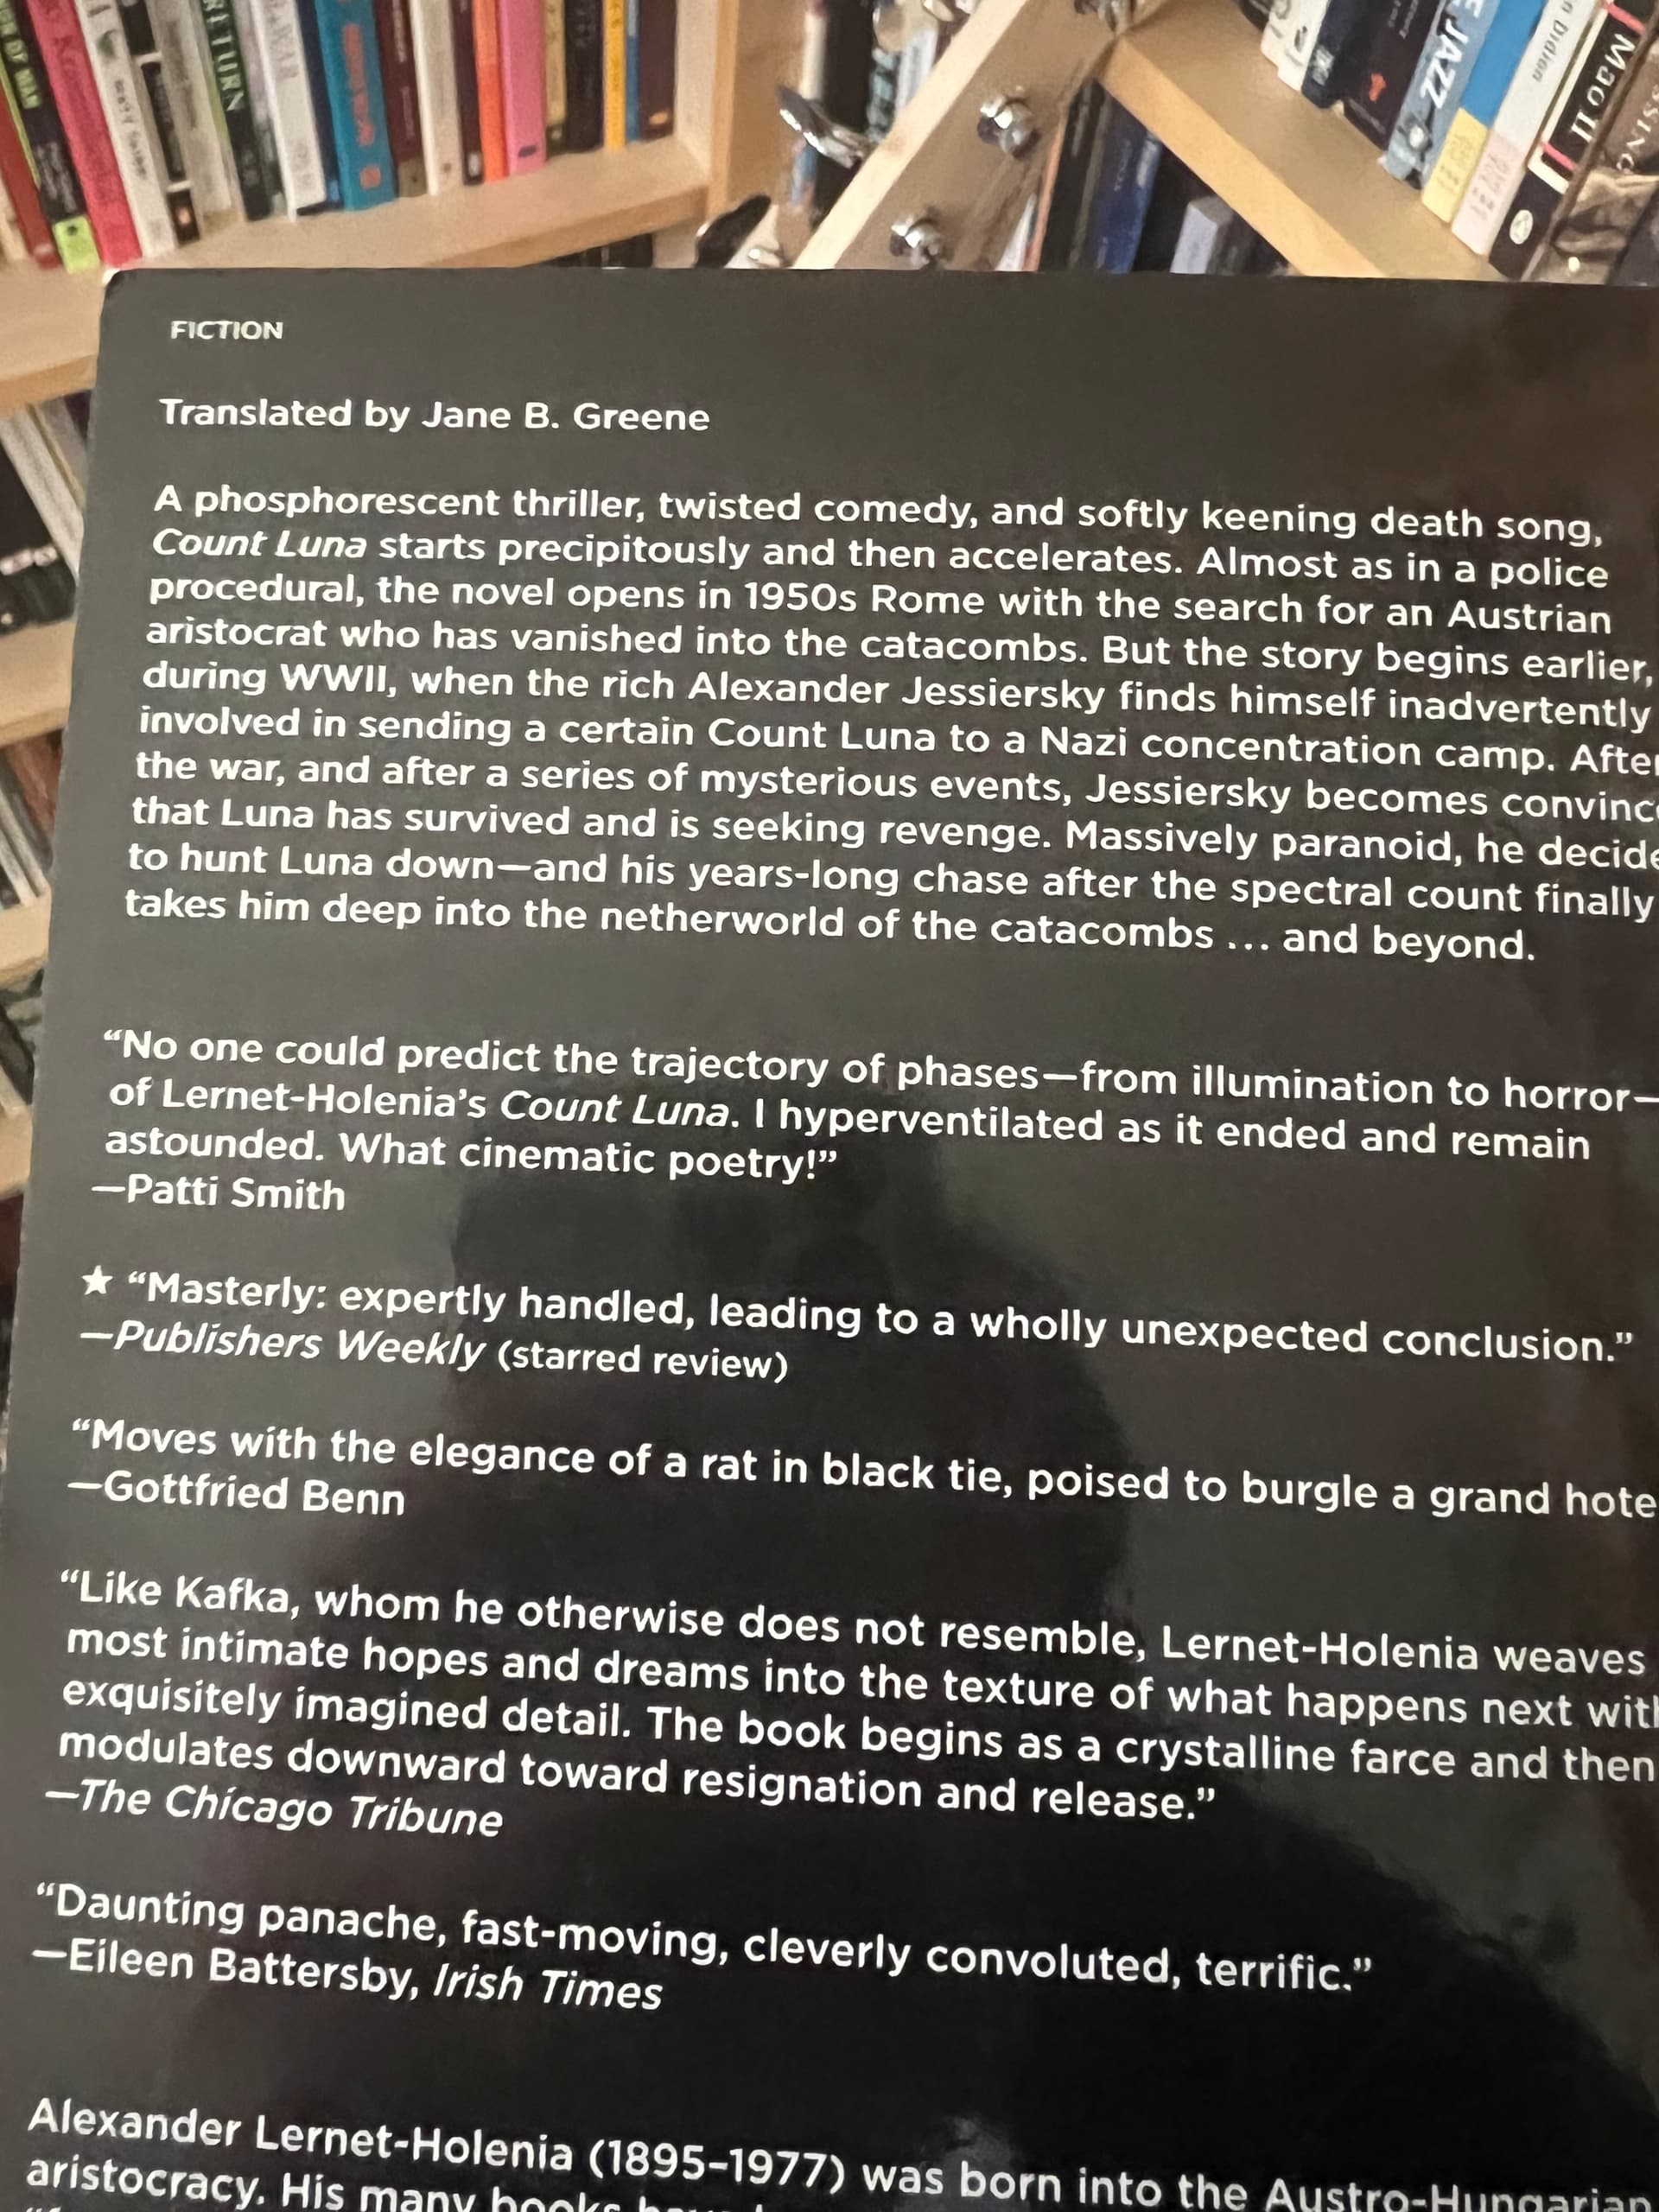 RETURN
JAZZ
n Didion
Mao II
FICTION
Translated by Jane B. Greene
A phosphorescent thriller, twisted comedy, and softly keening death song,
Count Luna starts precipitously and then accelerates. Almost as in a police
procedural, the novel opens in 1950s Rome with the search for an Austrian
aristocrat who has vanished into the catacombs. But the story begins earlier,
during WWII, when the rich Alexander Jessiersky finds himself inadvertently
involved in sending a certain Count Luna to a Nazi concentration camp. After
the war, and after a series of mysterious events, Jessiersky becomes convinc
that Luna has survived and is seeking revenge. Massively paranoid, he decide
to hunt Luna down—and his years-long chase after the spectral count finally
takes him deep into the netherworld of the catacombs ... and beyond.
“No one could predict the trajectory of phases—from illumination to horror—
of Lernet-Holenia’s Count Luna. I hyperventilated as it ended and remain
astounded. What cinematic poetry!”
—Patti Smith
★ “Masterly: expertly handled, leading to a wholly unexpected conclusion.”
—Publishers Weekly (starred review)
“Moves with the elegance of a rat in black tie, poised to burgle a grand hote
—Gottfried Benn
“Like Kafka, whom he otherwise does not resemble, Lernet-Holenia weaves
most intimate hopes and dreams into the texture of what happens next with
exquisitely imagined detail. The book begins as a crystalline farce and then
modulates downward toward resignation and release.”
—The Chicago Tribune
“Daunting panache, fast-moving, cleverly convoluted, terrific.”
—Eileen Battersby, Irish Times
Alexander Lernet-Holenia (1895–1977) was born into the Austro-Hungarian
aristocracy. His many books